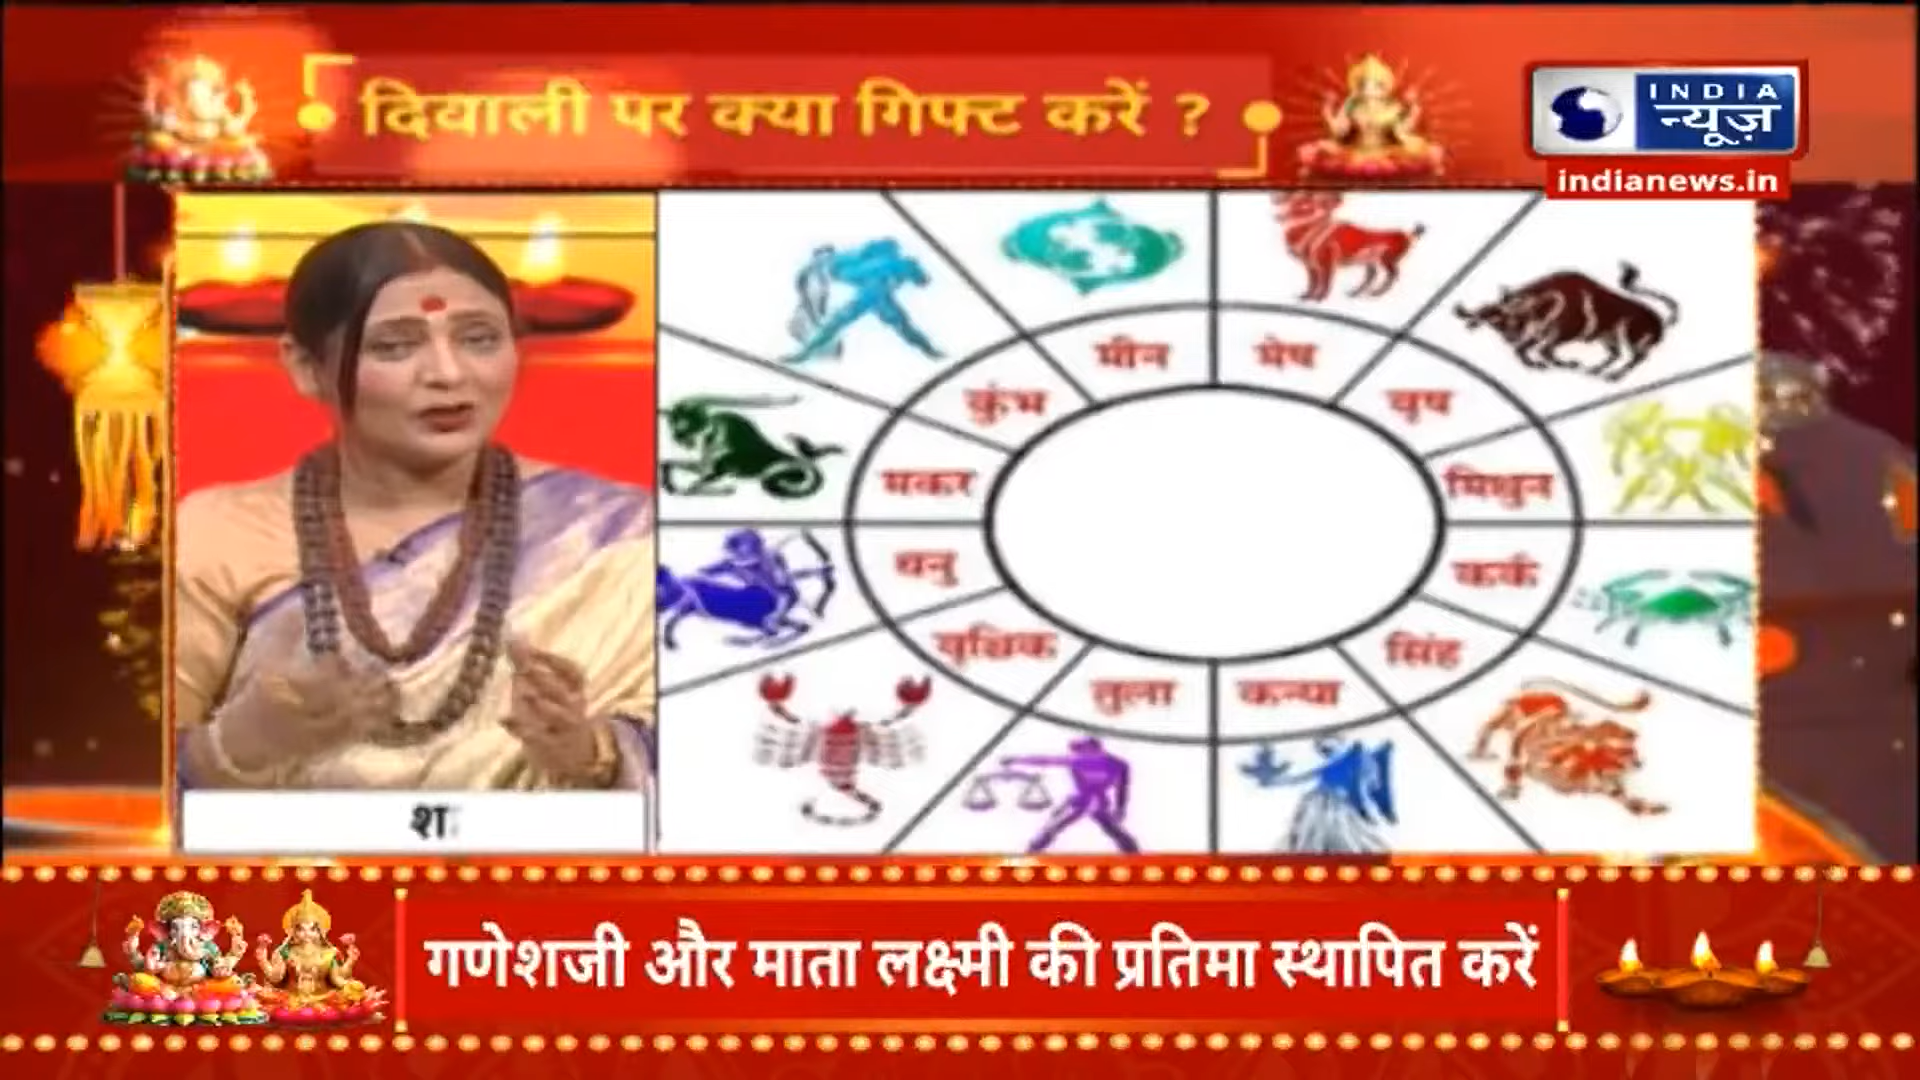 दिवाली पर क्या गिफ्ट करें ?
INDIA
न्यूज़
indianews.in
मीन
मेष
कुंभ
वृष
मकर
मिथुन
धनु
कर्क
वृश्चिक
सिंह
तुला
कन्या
श
गणेशजी और माता लक्ष्मी की प्रतिमा स्थापित करें